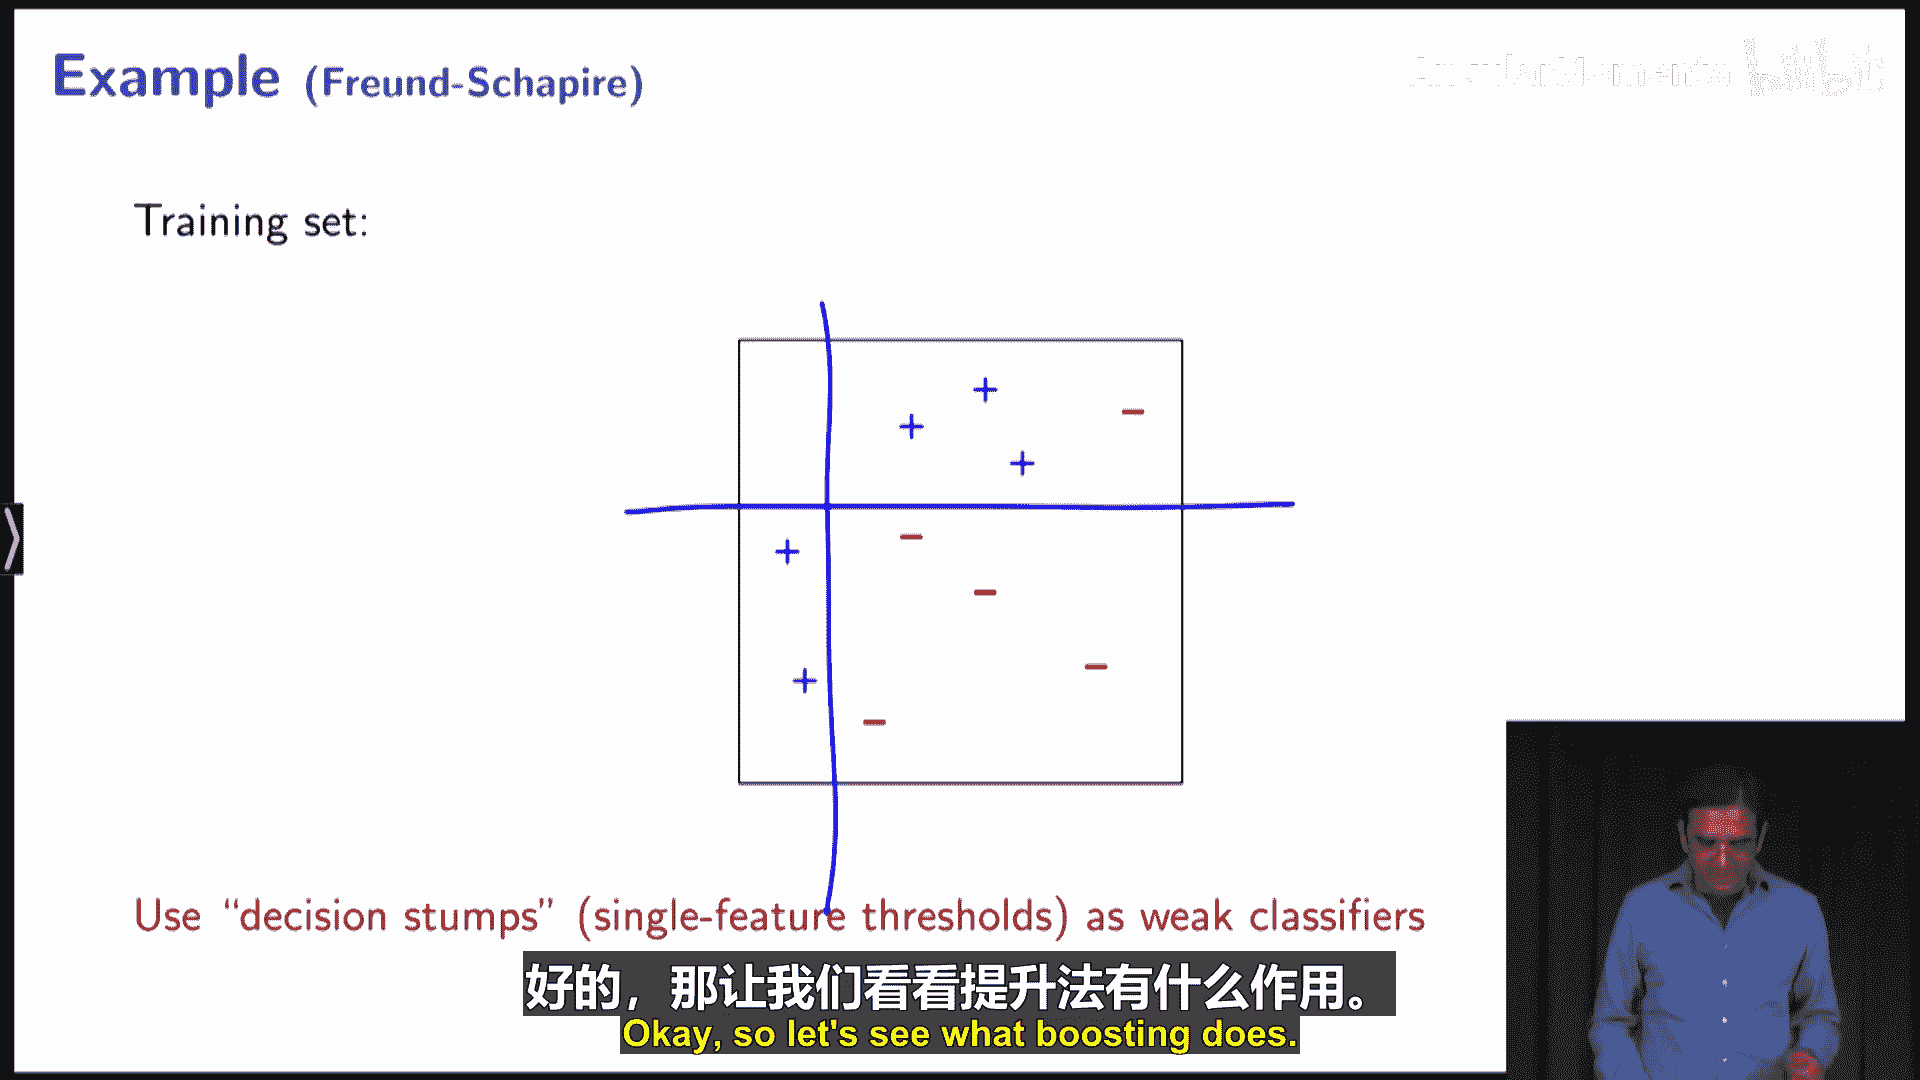 Example (Freund-Schapire)
Training set:
Use “decision stumps” (single-feature thresholds) as weak classifiers
好的，那让我们看看提升法有什么作用。
Okay, so let's see what boosting does.